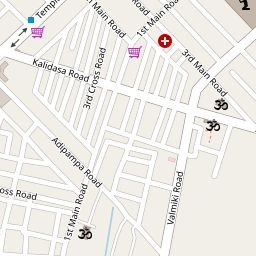 Temple
1st Main Road
1st Main Road
3rd Main Road
Kalidasa Road
3rd Cross Road
Adipampa Road
Valmiki Road
oss Road
1st Main Road
ॐ
ॐ
ॐ